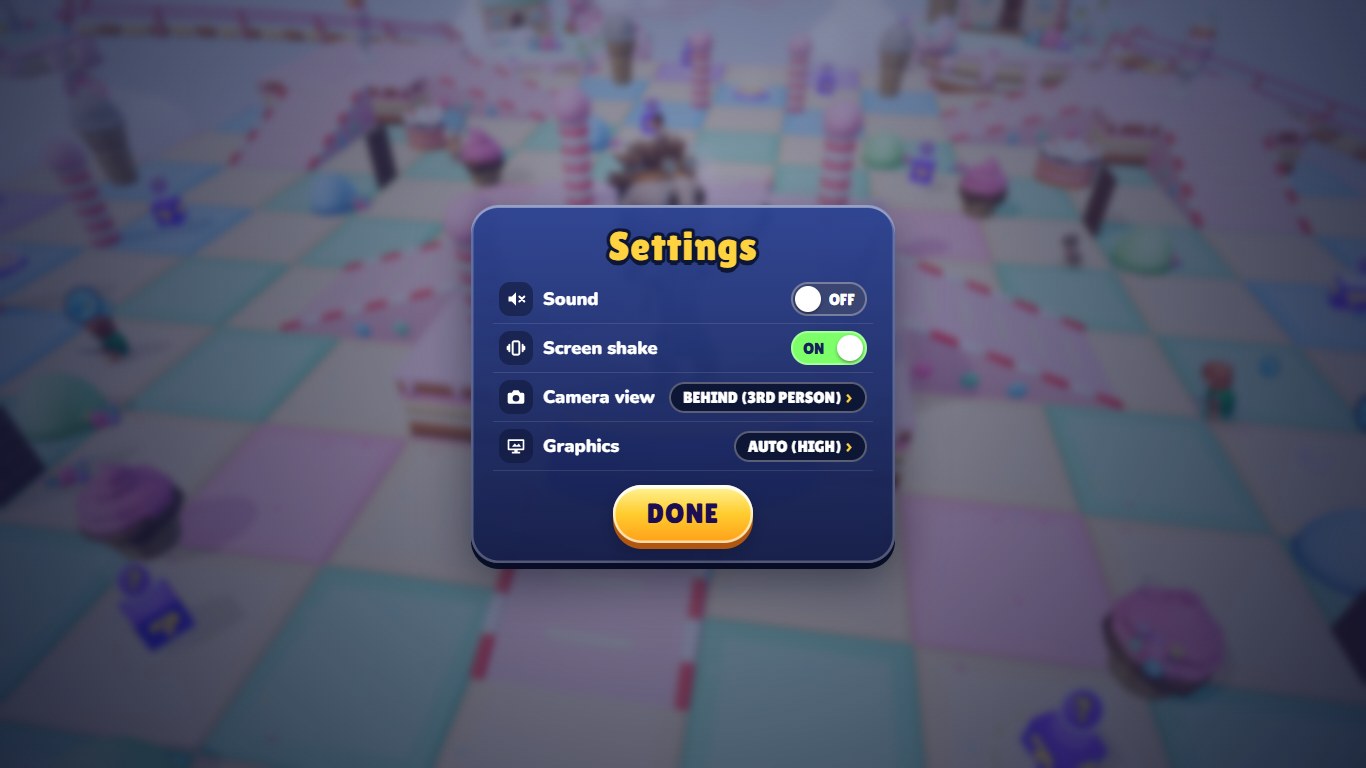 Settings
Sound OFF
Screen shake ON
Camera view BEHIND (3RD PERSON) ›
Graphics AUTO (HIGH) ›
DONE